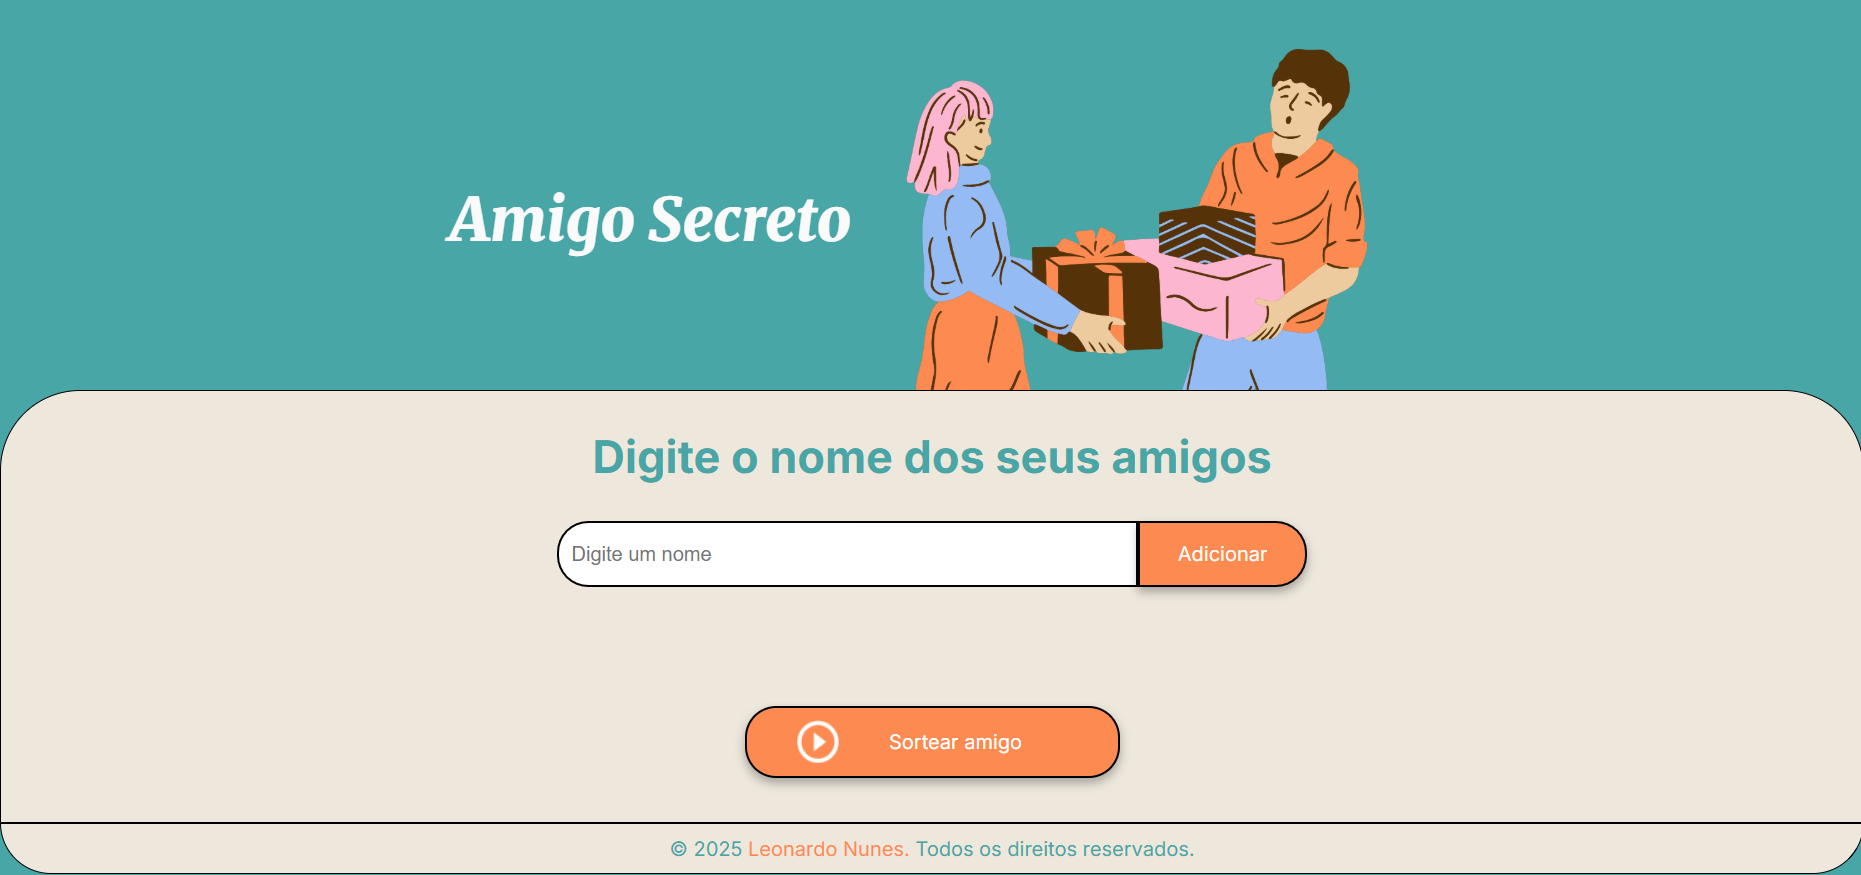 Amigo Secreto
Digite o nome dos seus amigos
Digite um nome
Adicionar
Sortear amigo
© 2025 Leonardo Nunes. Todos os direitos reservados.